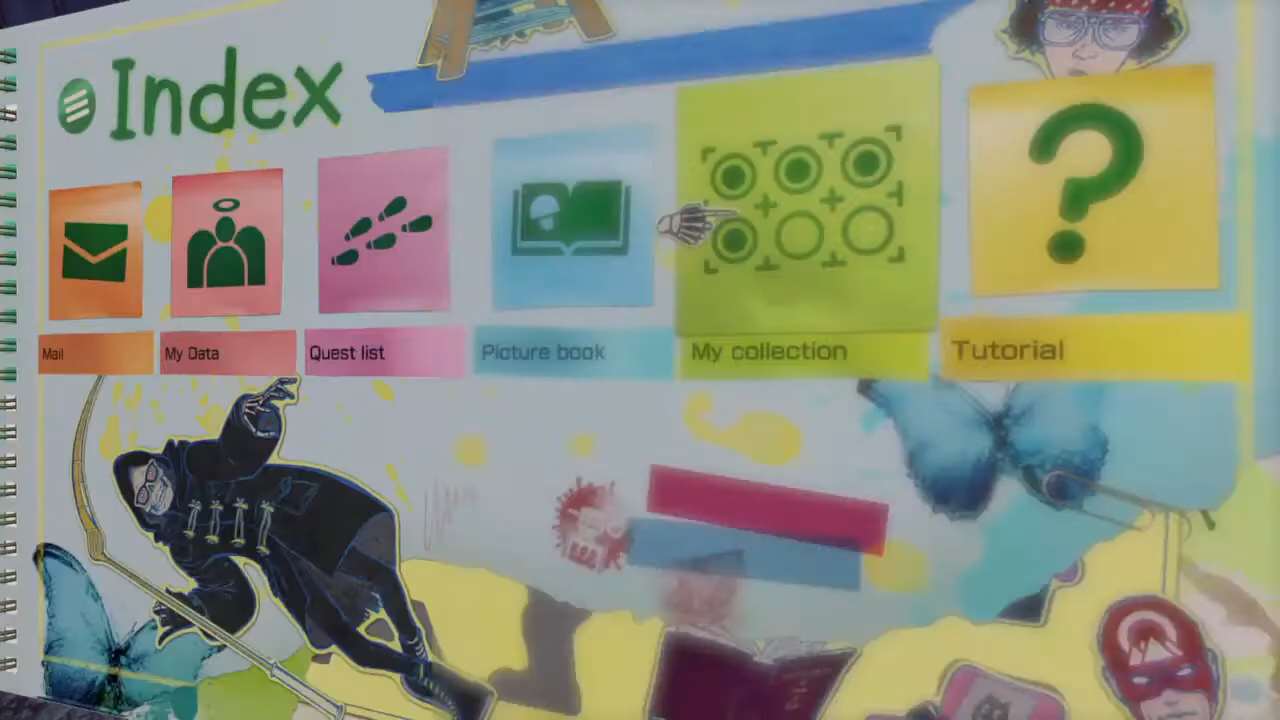 Index
Mail
My Data
Quest list
Picture book
My collection
Tutorial